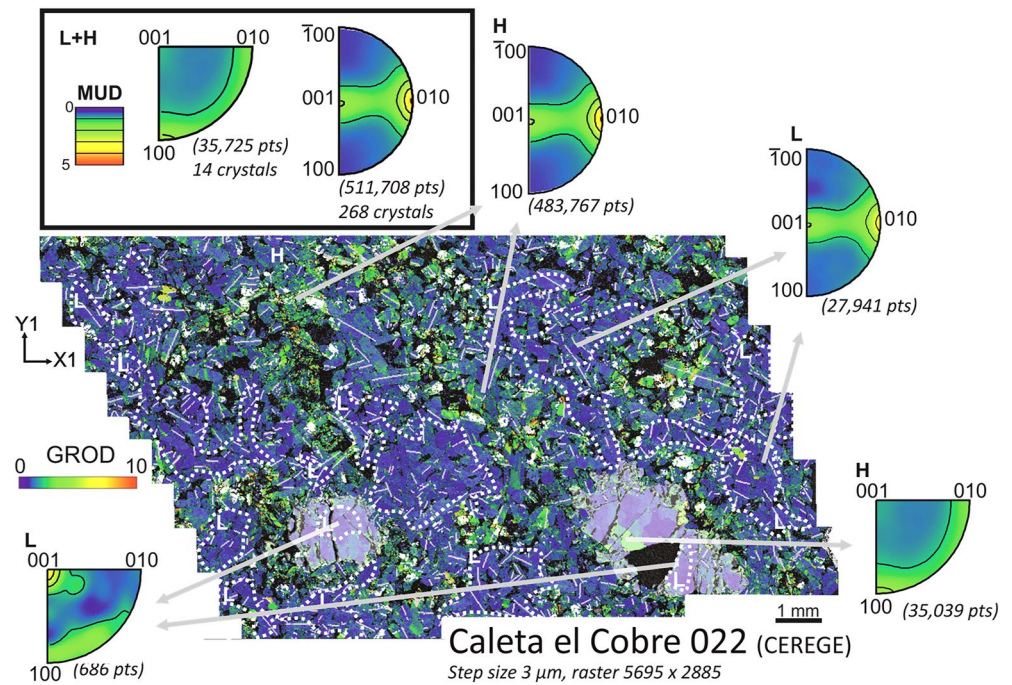 L+H
MUD
0
5
001
010
100
(35,725 pts)
14 crystals
1̅00
001
010
100
(511,708 pts)
268 crystals
H
1̅00
001
010
100
(483,767 pts)
L
1̅00
001
010
100
(27,941 pts)
H
L
L
L
L
L
L
L
L
L
L
L
L
L
Y1
X1
GROD
0
10
L
001
010
100
(686 pts)
H
001
010
100
(35,039 pts)
1 mm
Caleta el Cobre 022 (CEREGE)
Step size 3 µm, raster 5695 x 2885